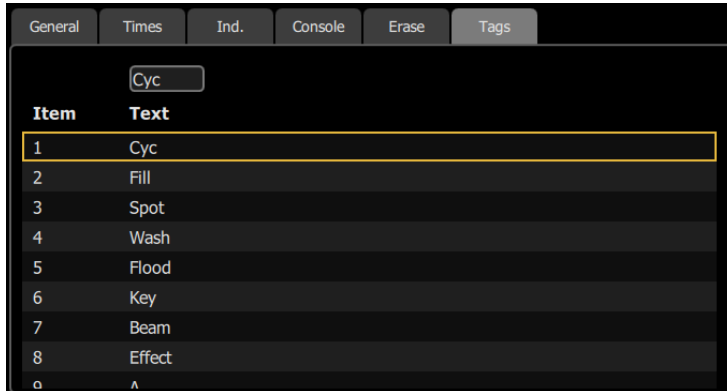 General Times Ind. Console Erase Tags
Cyc
Item Text
1 Cyc
2 Fill
3 Spot
4 Wash
5 Flood
6 Key
7 Beam
8 Effect
9 A